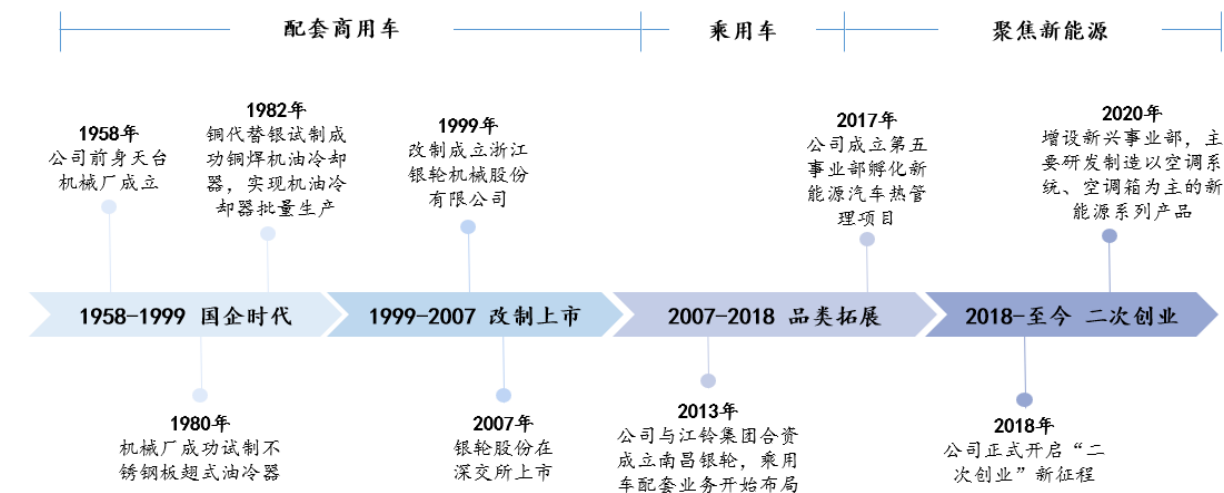 配套商用车
乘用车
聚焦新能源
1958年
公司前身天台
机械厂成立
1982年
铜代替银试制成
功铜焊机油冷却
器，实现机油冷
却器批量生产
1999年
改制成立浙江
银轮机械股份
有限公司
2017年
公司成立第五
事业部孵化新
能源汽车热管
理项目
2020年
增设新兴事业部，主
要研发制造以空调系
统、空调箱为主的新
能源系列产品
1958-1999 国企时代
1999-2007 改制上市
2007-2018 品类拓展
2018-至今 二次创业
1980年
机械厂成功试制不
锈钢板翅式油冷器
2007年
银轮股份在
深交所上市
2013年
公司与江铃集团合资
成立南昌银轮，乘用
车配套业务开始布局
2018年
公司正式开启“二
次创业”新征程